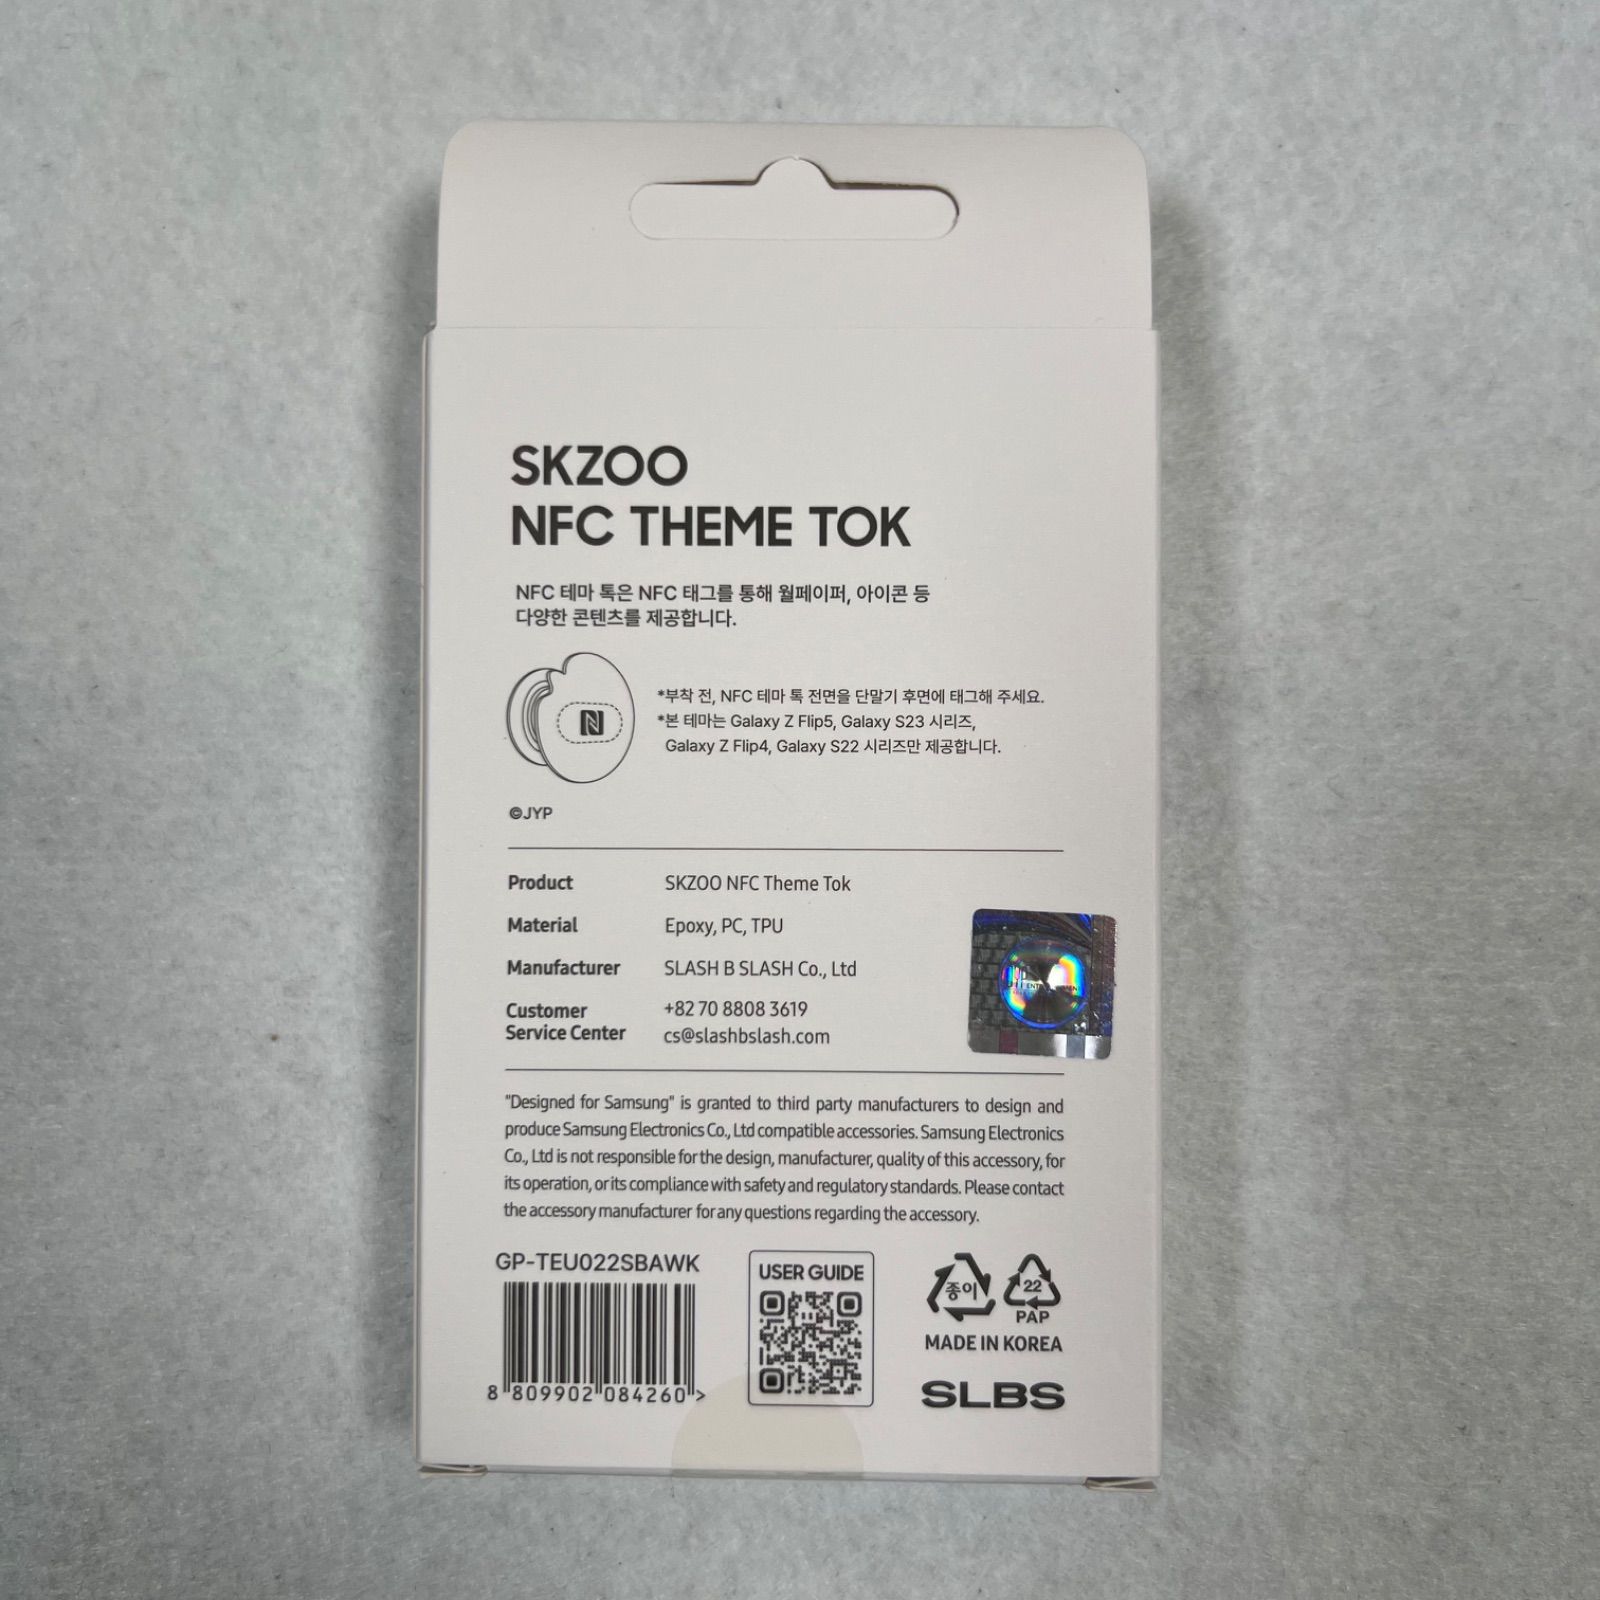 SKZOO
NFC THEME TOK
NFC 테마 톡은 NFC 태그를 통해 월페이퍼, 아이콘 등
다양한 콘텐츠를 제공합니다.
*부착 전, NFC 테마 톡 전면을 단말기 후면에 태그해 주세요.
*본 테마는 Galaxy Z Flip5, Galaxy S23 시리즈,
Galaxy Z Flip4, Galaxy S22 시리즈만 제공합니다.
©JYP
Product SKZOO NFC Theme Tok
Material Epoxy, PC, TPU
Manufacturer SLASH B SLASH Co., Ltd
Customer +82 70 8808 3619
Service Center cs@slashbslash.com
"Designed for Samsung" is granted to third party manufacturers to design and
produce Samsung Electronics Co., Ltd compatible accessories. Samsung Electronics
Co., Ltd is not responsible for the design, manufacturer, quality of this accessory, for
its operation, or its compliance with safety and regulatory standards. Please contact
the accessory manufacturer for any questions regarding the accessory.
GP-TEU022SBAWK
8 809902 084260 >
USER GUIDE
종이
22
PAP
MADE IN KOREA
SLBS